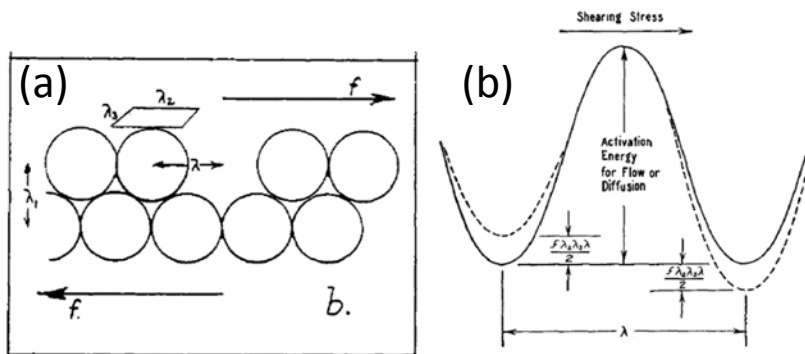 (a)
λ₃
λ₂
f
λ
λ₁
f.
b.
(b)
Shearing Stress
Activation
Energy
for Flow or
Diffusion
fλ₂λ₃λ
2
fλ₂λ₃λ
2
λ